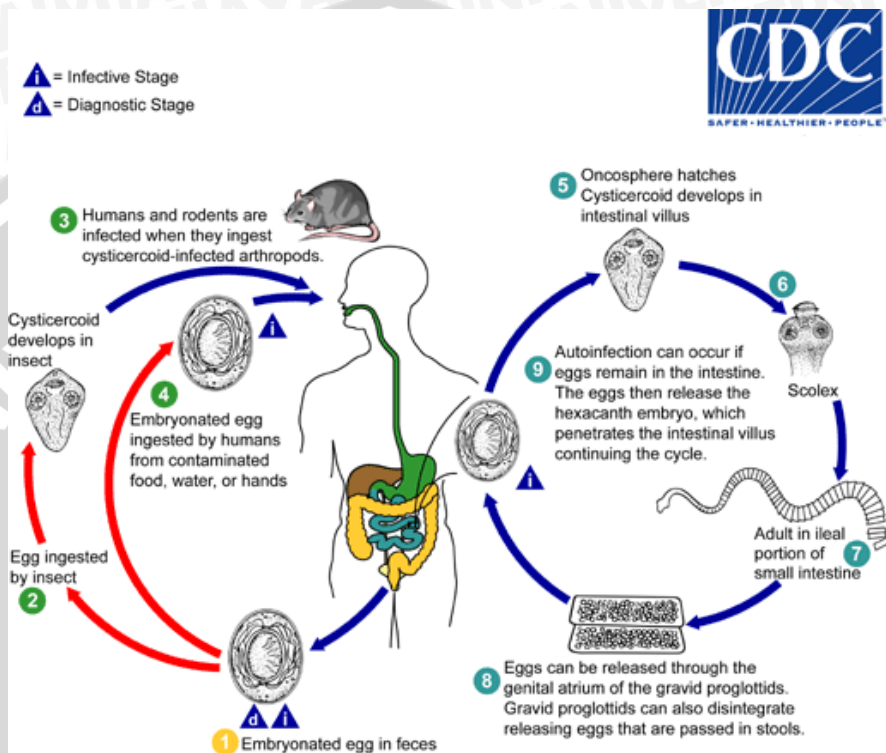 CDC
SAFER • HEALTHIER • PEOPLE
i = Infective Stage
d = Diagnostic Stage
3 Humans and rodents are
infected when they ingest
cysticercoid-infected arthropods.
5 Oncosphere hatches
Cysticercoid develops in
intestinal villus
Cysticercoid
develops in
insect
i
4
Embryonated egg
ingested by humans
from contaminated
food, water, or hands
6
Scolex
9 Autoinfection can occur if
eggs remain in the intestine.
The eggs then release the
hexacanth embryo, which
penetrates the intestinal villus
continuing the cycle.
i
Egg ingested
by insect
2
Adult in ileal
portion of 7
small intestine
8 Eggs can be released through the
genital atrium of the gravid proglottids.
Gravid proglottids can also disintegrate
releasing eggs that are passed in stools.
d i
1 Embryonated egg in feces